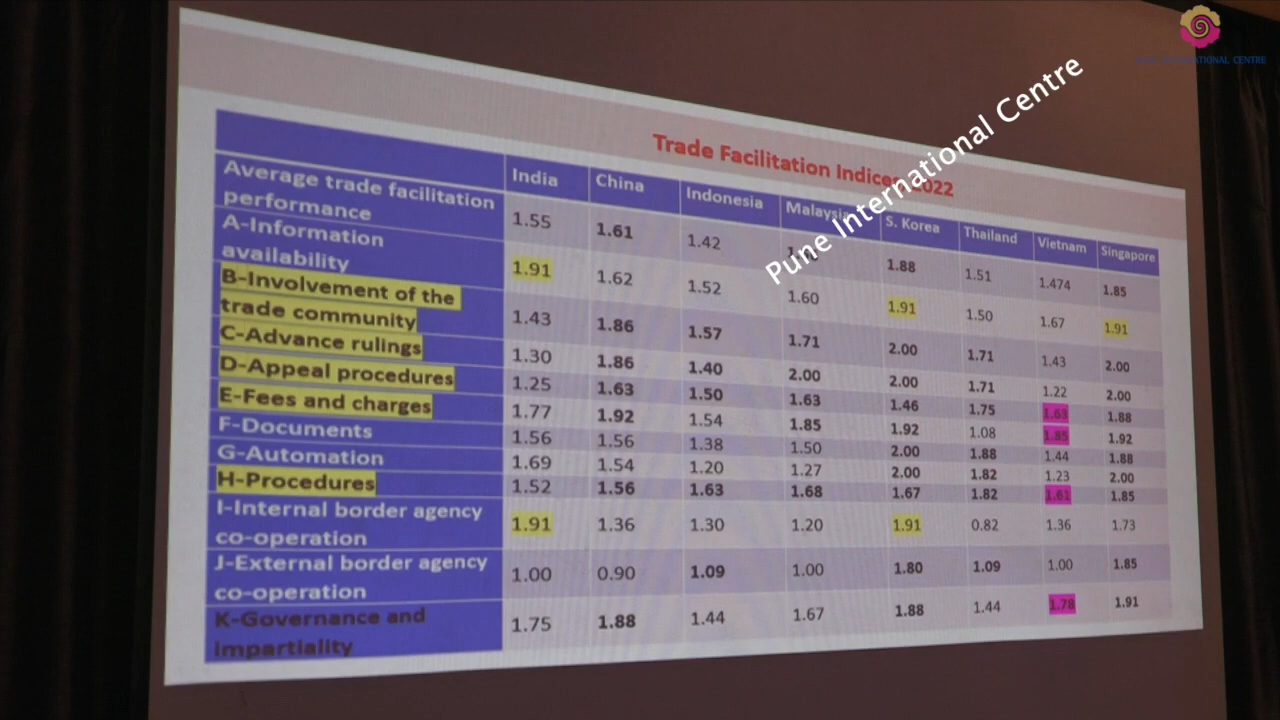 Pune International Centre
Trade Facilitation Indices 2022
India China Indonesia Malaysia S. Korea Thailand Vietnam Singapore
Average trade facilitation
performance
1.55 1.61 1.42 1.88 1.51 1.474 1.85
A-Information
availability
1.91 1.62 1.52 1.60 1.91 1.50 1.67 1.91
B-Involvement of the
trade community
1.43 1.86 1.57 1.71 2.00 1.71 1.43 2.00
C-Advance rulings
1.30 1.86 1.40 2.00 2.00 1.71 1.22 2.00
D-Appeal procedures
1.25 1.63 1.50 1.63 1.46 1.75 1.63 1.88
E-Fees and charges
1.77 1.92 1.54 1.85 1.92 1.08 1.85 1.92
F-Documents
1.56 1.56 1.38 1.50 2.00 1.88 1.44 1.88
G-Automation
1.69 1.54 1.20 1.27 2.00 1.82 1.23 2.00
H-Procedures
1.52 1.56 1.63 1.68 1.67 1.82 1.61 1.85
I-Internal border agency
co-operation
1.91 1.36 1.30 1.20 1.91 0.82 1.36 1.73
J-External border agency
co-operation
1.00 0.90 1.09 1.00 1.80 1.09 1.00 1.85
K-Governance and
impartiality
1.75 1.88 1.44 1.67 1.88 1.44 1.78 1.91